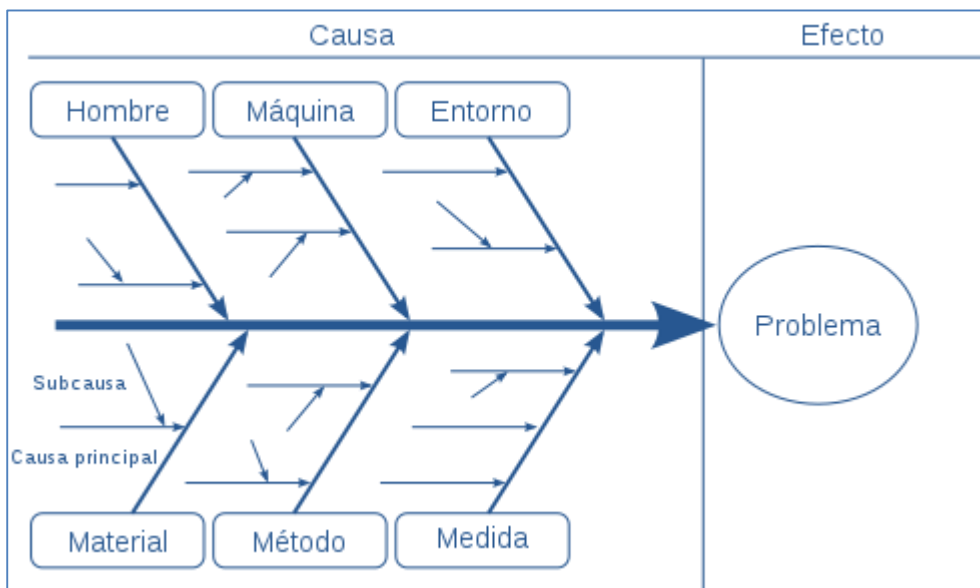 Causa
Efecto
Hombre
Máquina
Entorno
Problema
Subcausa
Causa principal
Material
Método
Medida